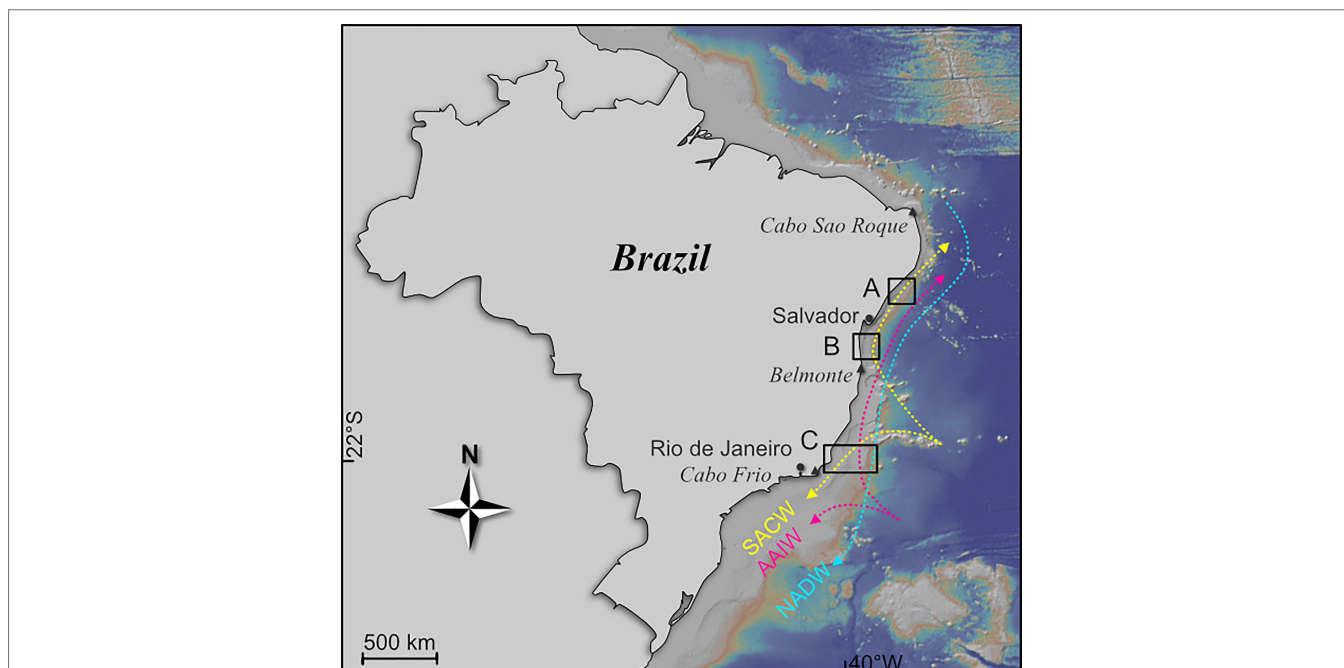 Cabo Sao Roque
Brazil
A
Salvador
B
Belmonte
22°S
Rio de Janeiro
C
Cabo Frio
N
SACW
AAIW
NADW
500 km
40°W